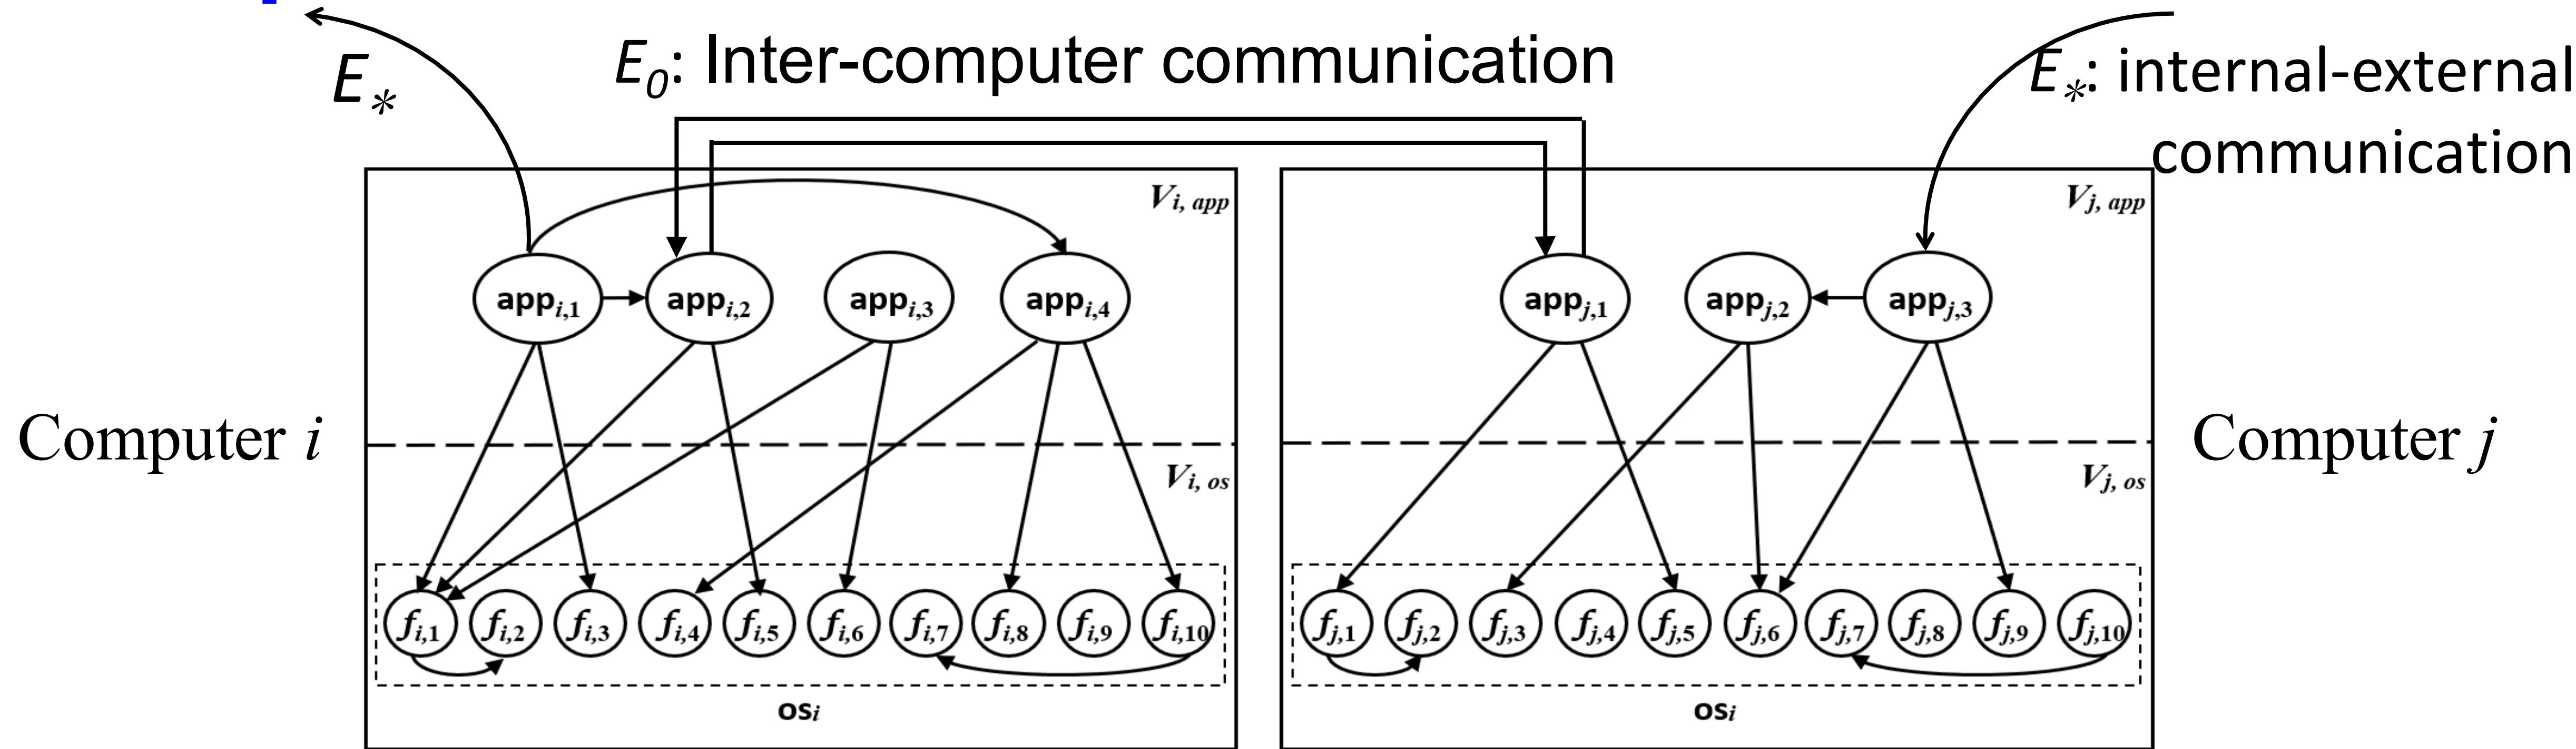 E*
E0: Inter-computer communication
E*: internal-external
communication
Vi, app
Vj, app
appi,1 appi,2 appi,3 appi,4
appj,1 appj,2 appj,3
Computer i
Computer j
Vi, os
Vj, os
fi,1 fi,2 fi,3 fi,4 fi,5 fi,6 fi,7 fi,8 fi,9 fi,10
fj,1 fj,2 fj,3 fj,4 fj,5 fj,6 fj,7 fj,8 fj,9 fj,10
osi
osi